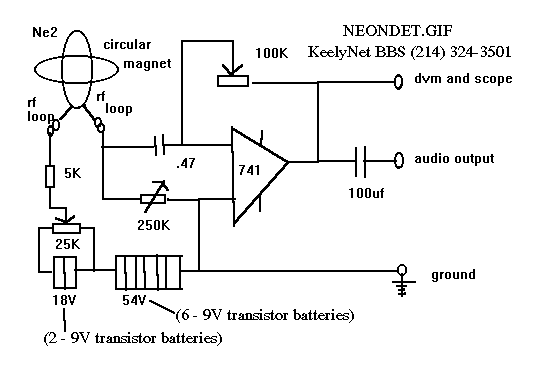 NEONDET.GIF
KeelyNet BBS (214) 324-3501
Ne2
circular
magnet
100K
dvm and scope
rf
loop
rf
loop
.47
741
audio output
5K
100uf
250K
25K
ground
18V
54V
(6 - 9V transistor batteries)
(2 - 9V transistor batteries)